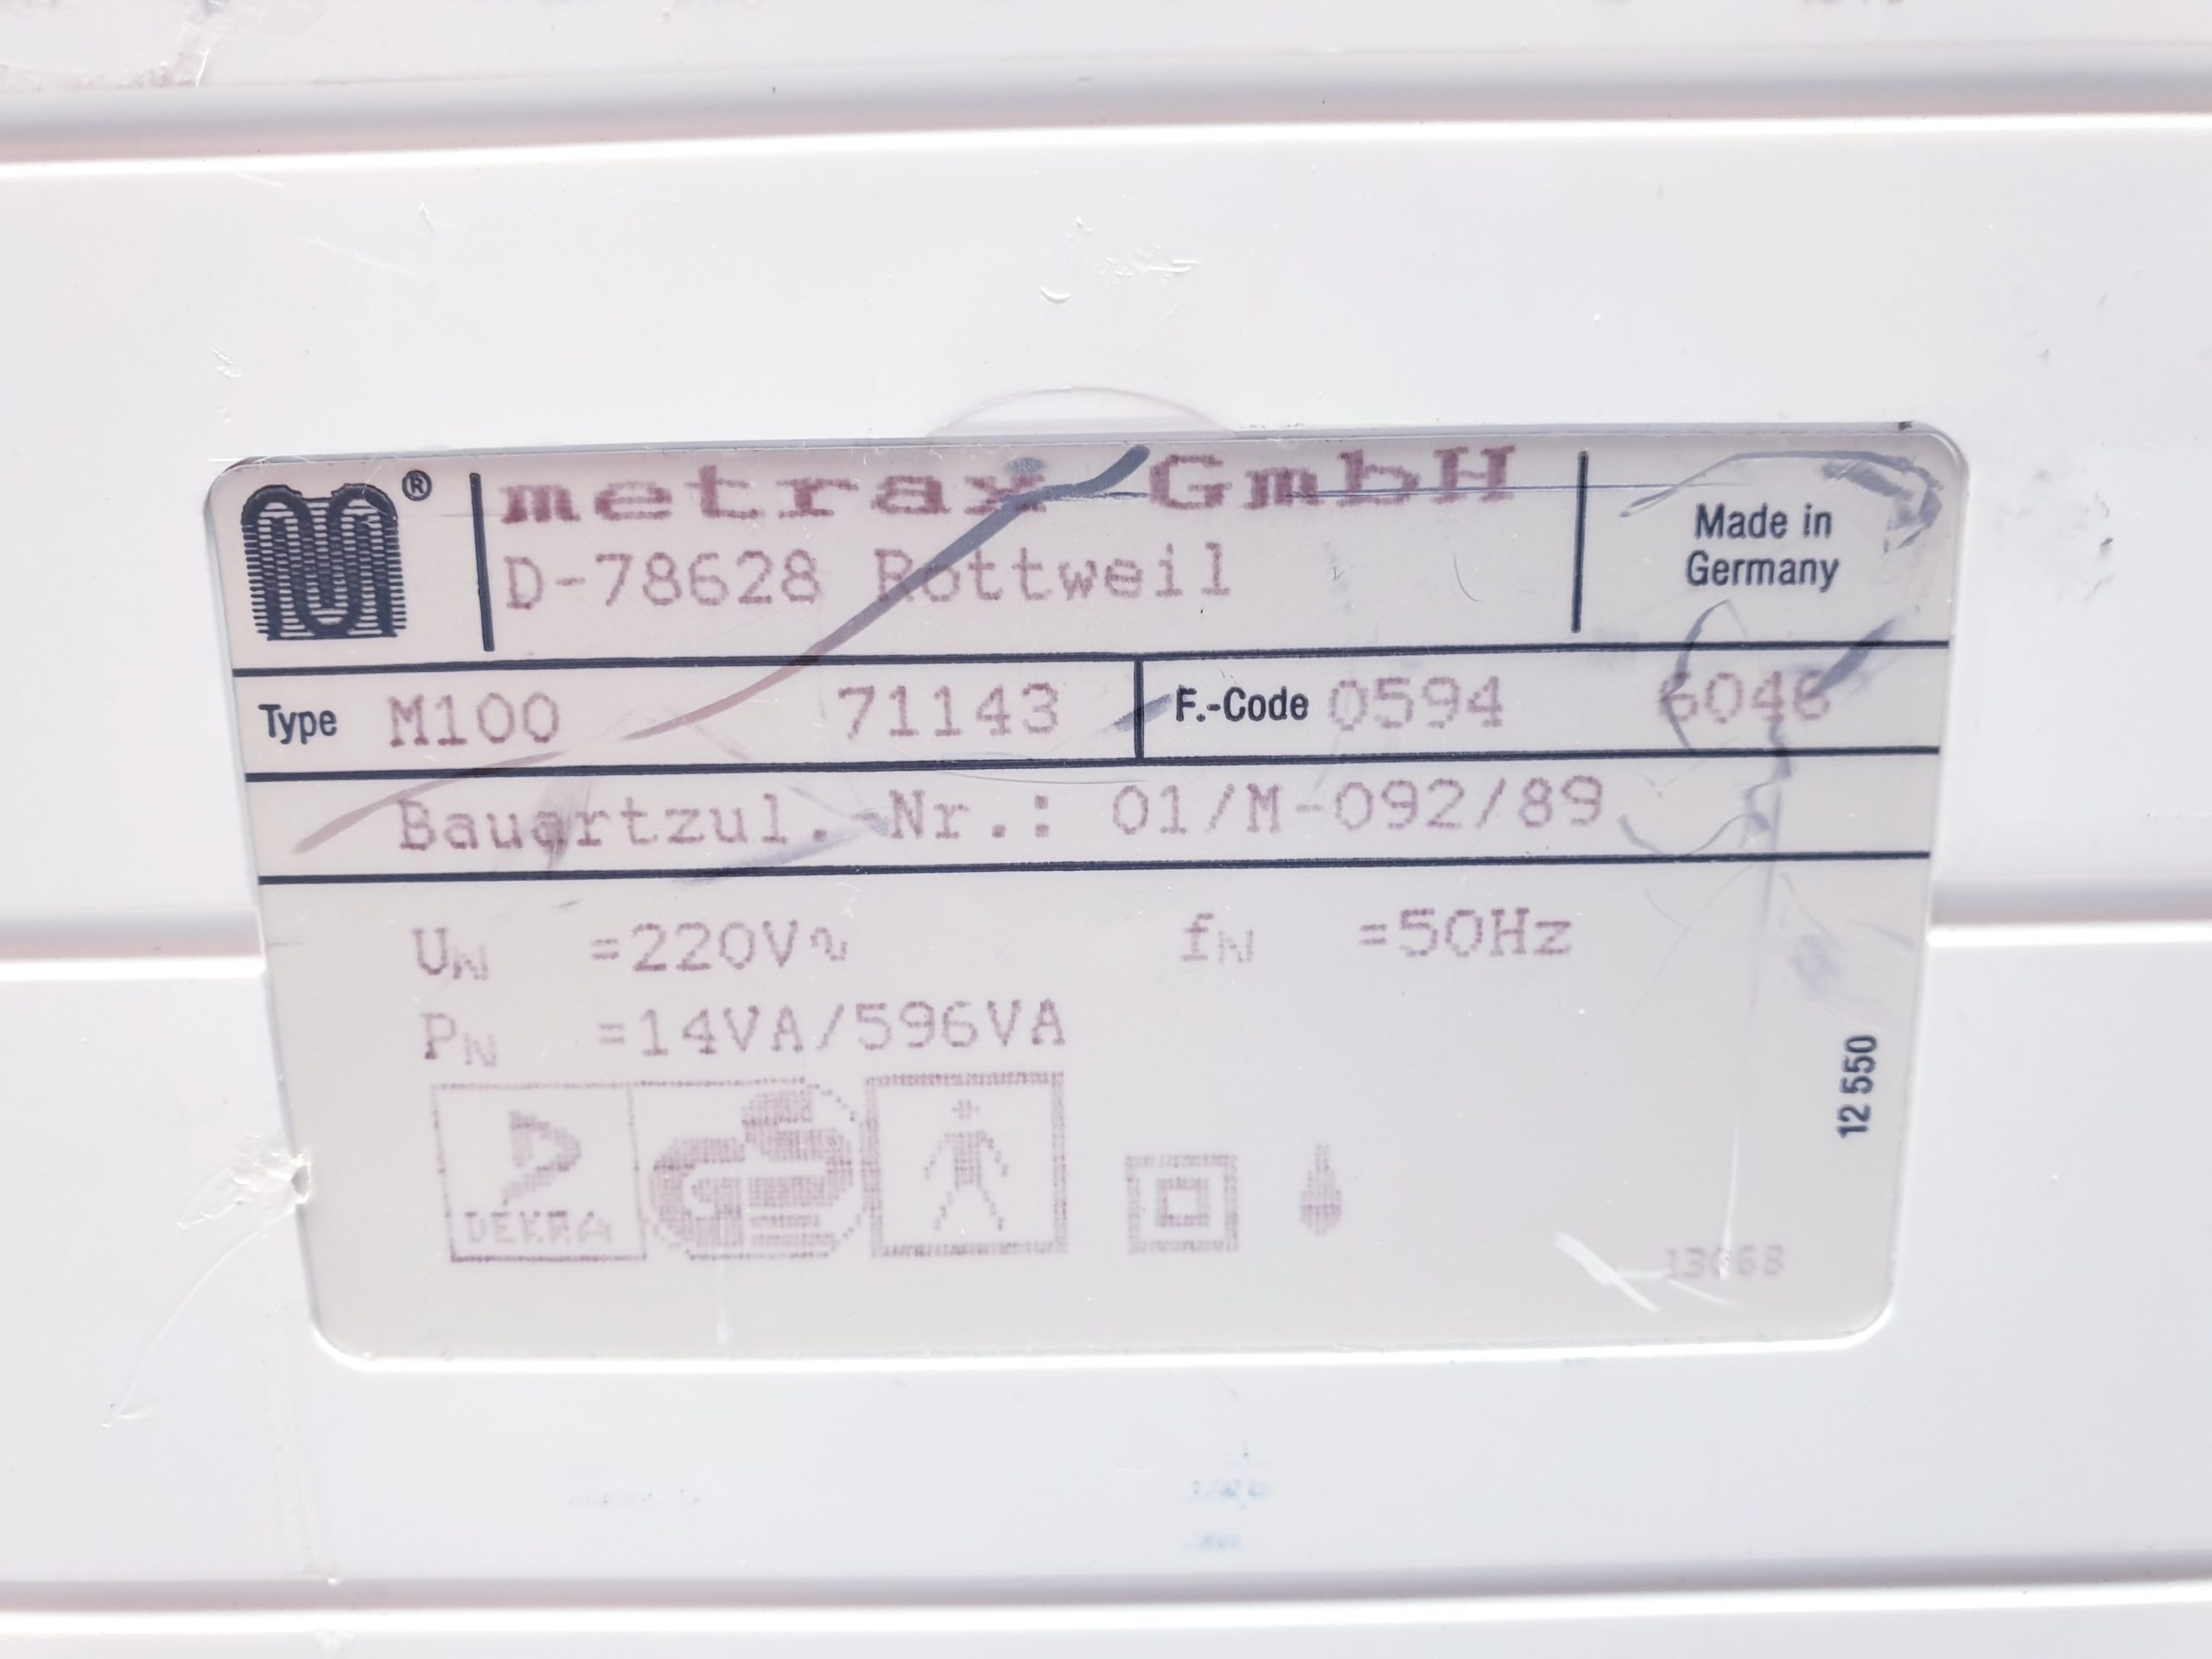 ® metrax GmbH
D-78628 Rottweil
Made in
Germany
Type M100 71143 F.-Code 0594 6046
Bauartzul.-Nr.: 01/M-092/89
UN =220V∿ fN =50Hz
PN =14VA/596VA
DEKRA
12 550